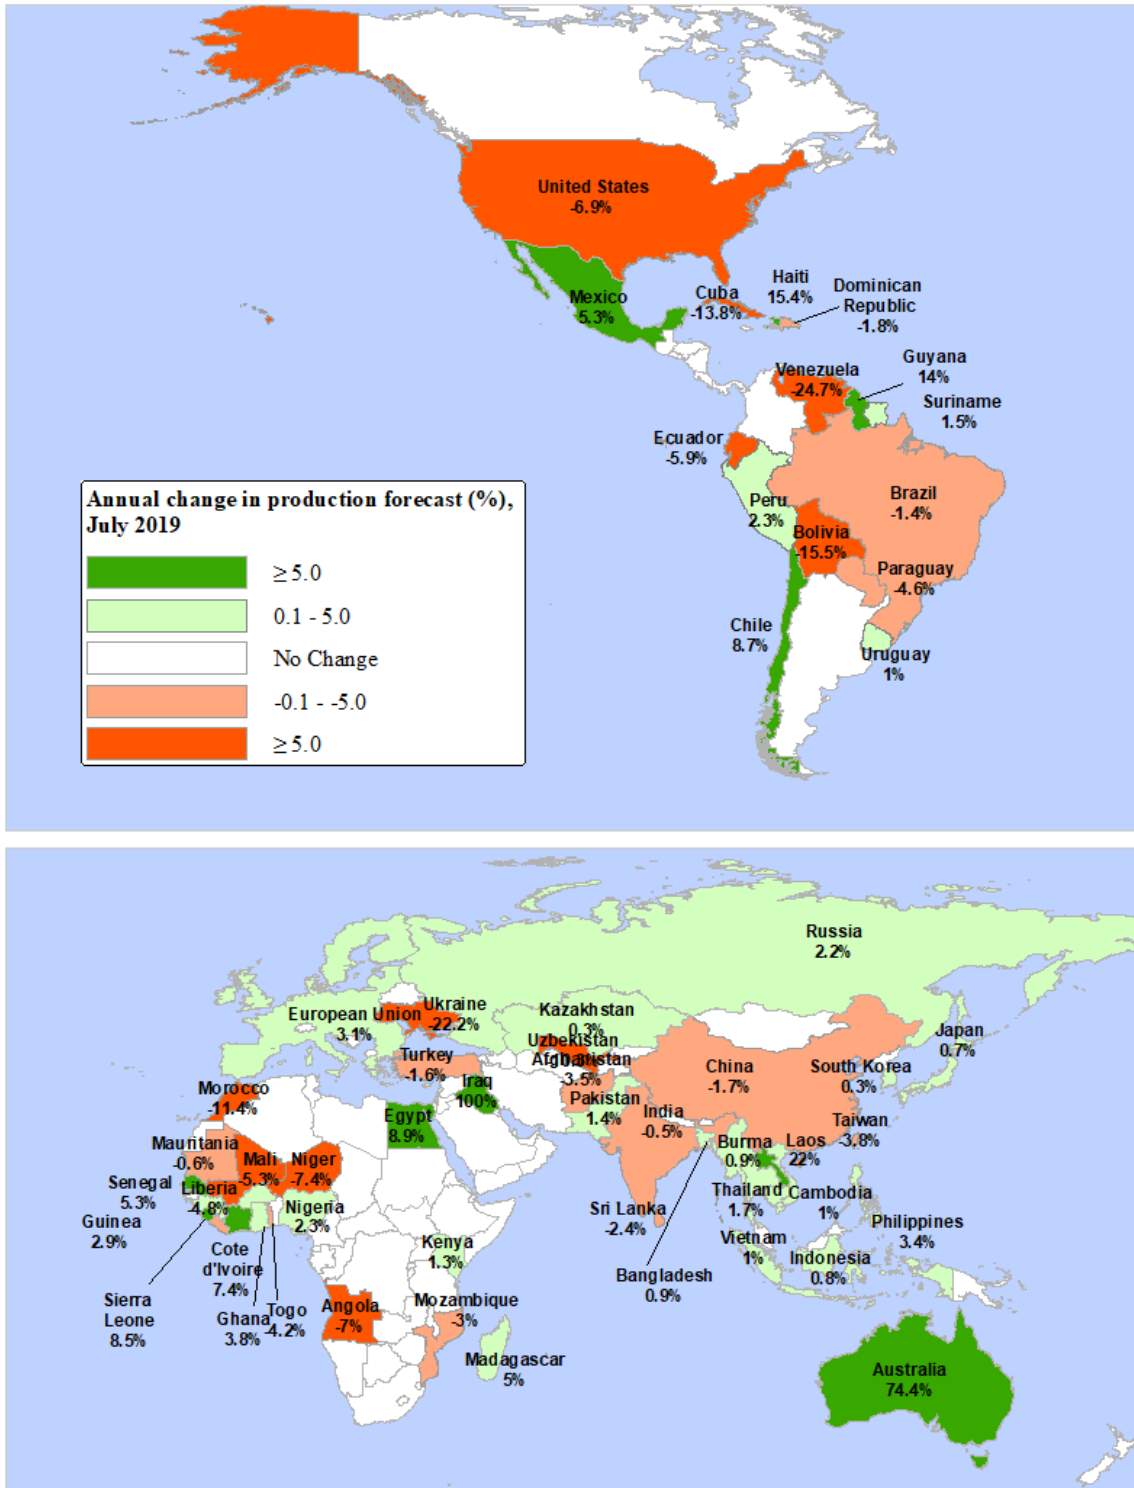 United States
-6.9%
Mexico
5.3%
Cuba
-13.8%
Haiti
15.4%
Dominican
Republic
-1.8%
Venezuela
-24.7%
Guyana
14%
Suriname
1.5%
Ecuador
-5.9%
Peru
2.3%
Brazil
-1.4%
Bolivia
-15.5%
Paraguay
-4.6%
Chile
8.7%
Uruguay
1%
Annual change in production forecast (%),
July 2019
≥ 5.0
0.1 - 5.0
No Change
-0.1 - -5.0
≥ 5.0
Russia
2.2%
European Union
3.1%
Ukraine
-22.2%
Kazakhstan
0.3%
Uzbekistan
Afghanistan
-3.5%
Turkey
-1.6%
Iraq
100%
Pakistan
1.4%
China
-1.7%
Japan
0.7%
South Korea
0.3%
Taiwan
-3.8%
India
-0.5%
Burma
0.9%
Laos
22%
Morocco
-11.4%
Egypt
8.9%
Mauritania
-0.6%
Mali
-5.3%
Niger
-7.4%
Senegal
5.3%
Liberia
-4.8%
Guinea
2.9%
Nigeria
2.3%
Cote
d'Ivoire
7.4%
Sierra
Leone
8.5%
Ghana
3.8%
Togo
-4.2%
Kenya
1.3%
Angola
-7%
Mozambique
-3%
Madagascar
5%
Sri Lanka
-2.4%
Bangladesh
0.9%
Thailand
1.7%
Cambodia
1%
Vietnam
1%
Philippines
3.4%
Indonesia
0.8%
Australia
74.4%